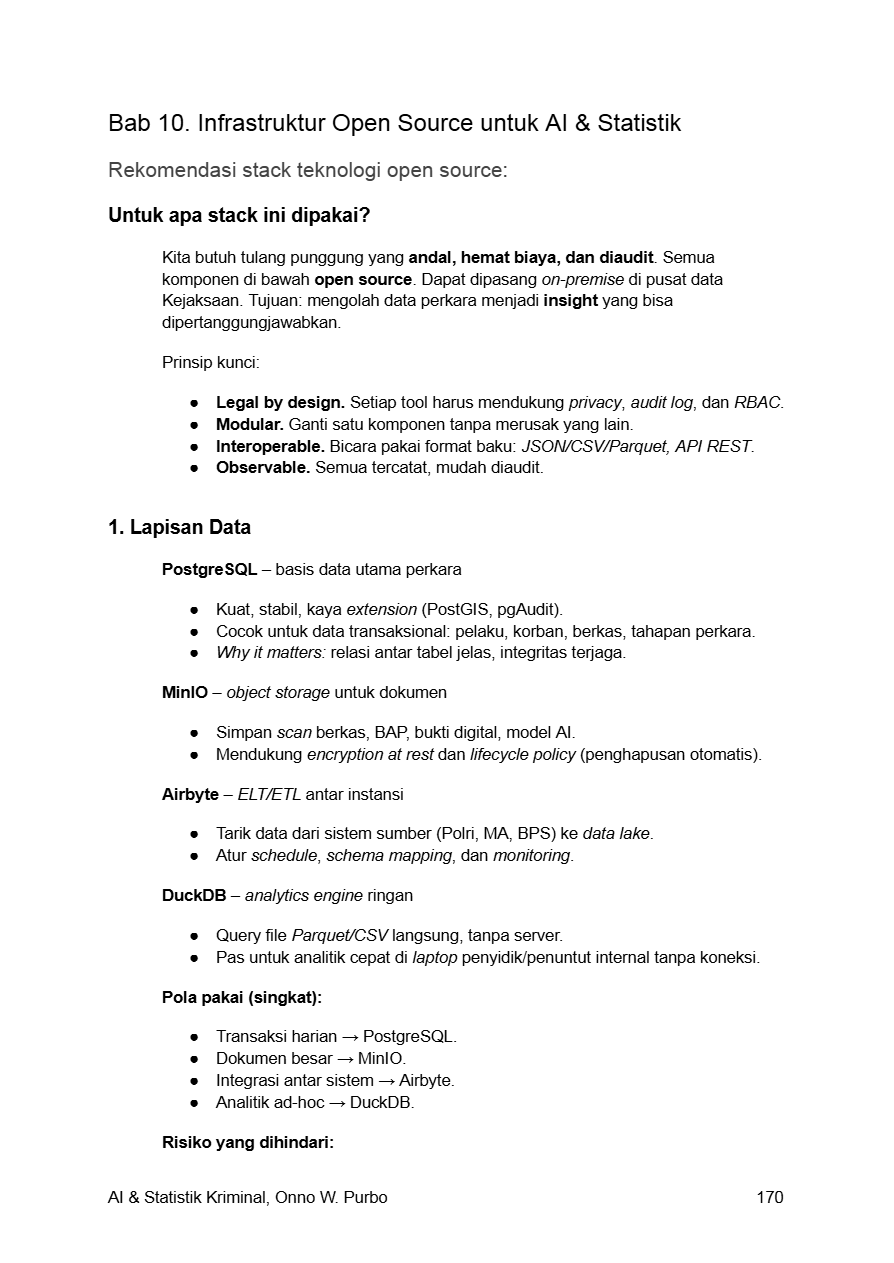 Bab 10. Infrastruktur Open Source untuk AI & Statistik
Rekomendasi stack teknologi open source:
Untuk apa stack ini dipakai?
Kita butuh tulang punggung yang andal, hemat biaya, dan diaudit. Semua
komponen di bawah open source. Dapat dipasang on-premise di pusat data
Kejaksaan. Tujuan: mengolah data perkara menjadi insight yang bisa
dipertanggungjawabkan.
Prinsip kunci:
● Legal by design. Setiap tool harus mendukung privacy, audit log, dan RBAC.
● Modular. Ganti satu komponen tanpa merusak yang lain.
● Interoperable. Bicara pakai format baku: JSON/CSV/Parquet, API REST.
● Observable. Semua tercatat, mudah diaudit.
1. Lapisan Data
PostgreSQL – basis data utama perkara
● Kuat, stabil, kaya extension (PostGIS, pgAudit).
● Cocok untuk data transaksional: pelaku, korban, berkas, tahapan perkara.
● Why it matters: relasi antar tabel jelas, integritas terjaga.
MinIO – object storage untuk dokumen
● Simpan scan berkas, BAP, bukti digital, model AI.
● Mendukung encryption at rest dan lifecycle policy (penghapusan otomatis).
Airbyte – ELT/ETL antar instansi
● Tarik data dari sistem sumber (Polri, MA, BPS) ke data lake.
● Atur schedule, schema mapping, dan monitoring.
DuckDB – analytics engine ringan
● Query file Parquet/CSV langsung, tanpa server.
● Pas untuk analitik cepat di laptop penyidik/penuntut internal tanpa koneksi.
Pola pakai (singkat):
● Transaksi harian → PostgreSQL.
● Dokumen besar → MinIO.
● Integrasi antar sistem → Airbyte.
● Analitik ad-hoc → DuckDB.
Risiko yang dihindari:
AI & Statistik Kriminal, Onno W. Purbo 170